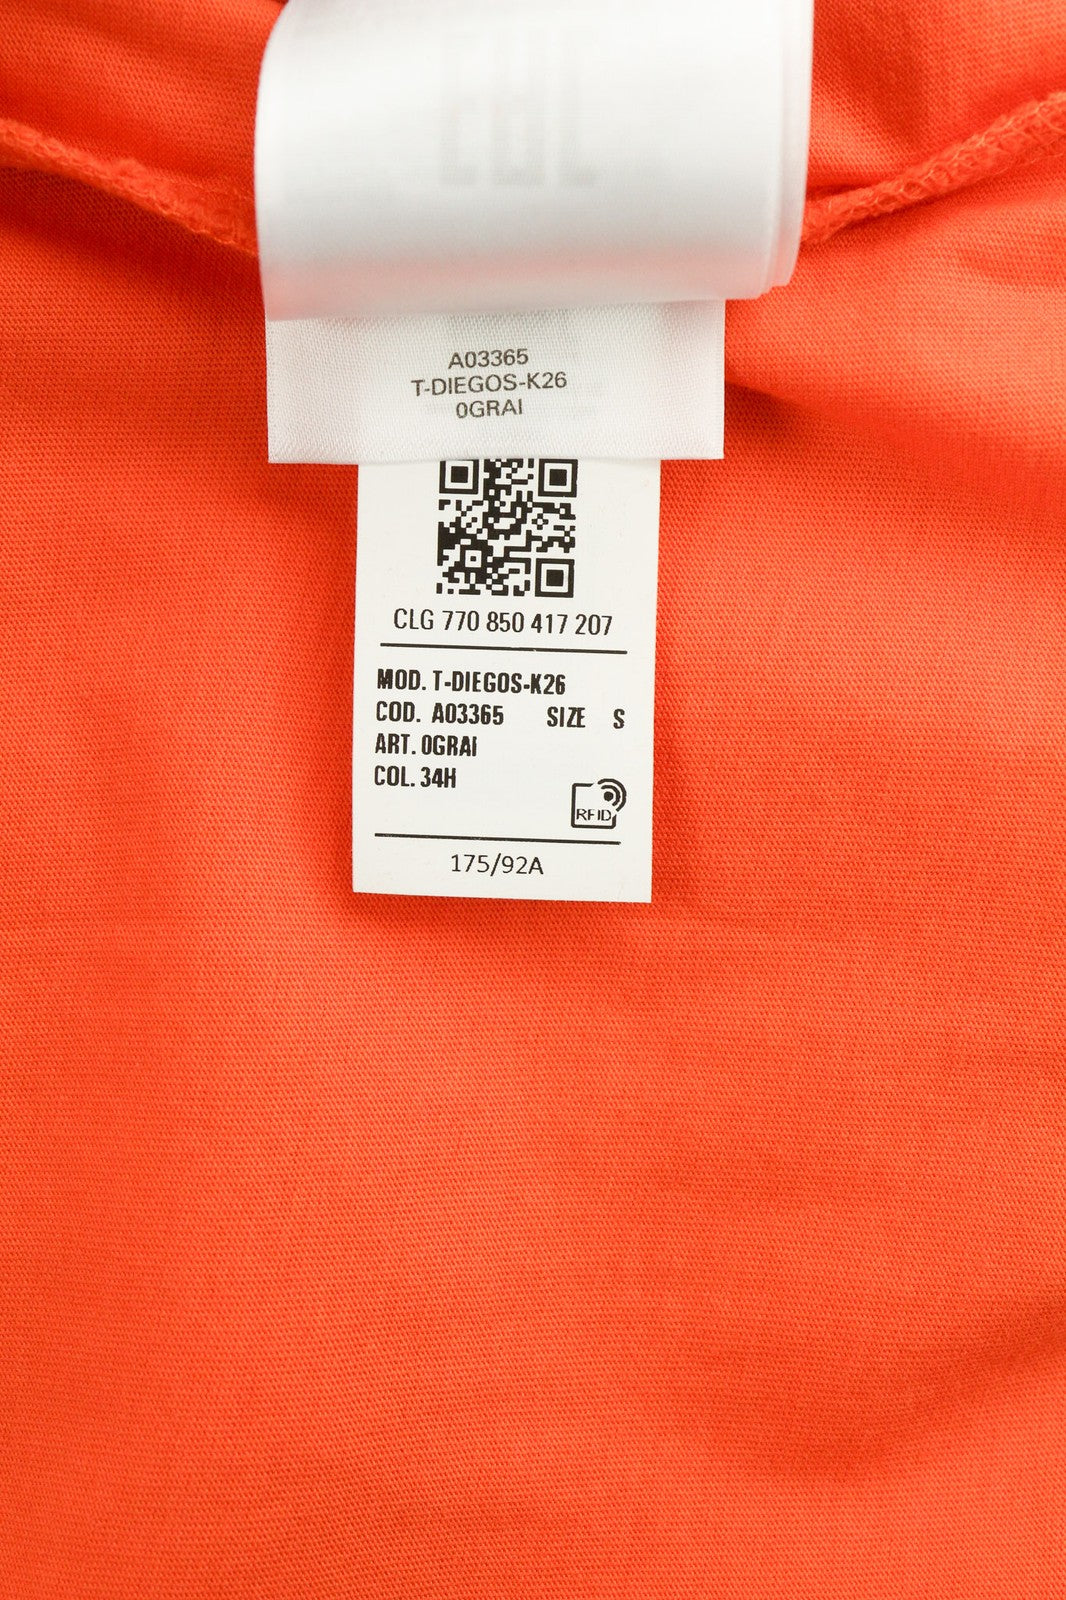 A03365
T-DIEGOS-K26
0GRAI
CLG 770 850 417 207
MOD. T-DIEGOS-K26
COD. A03365 SIZE S
ART. 0GRAI
COL. 34H
RFID
175/92A